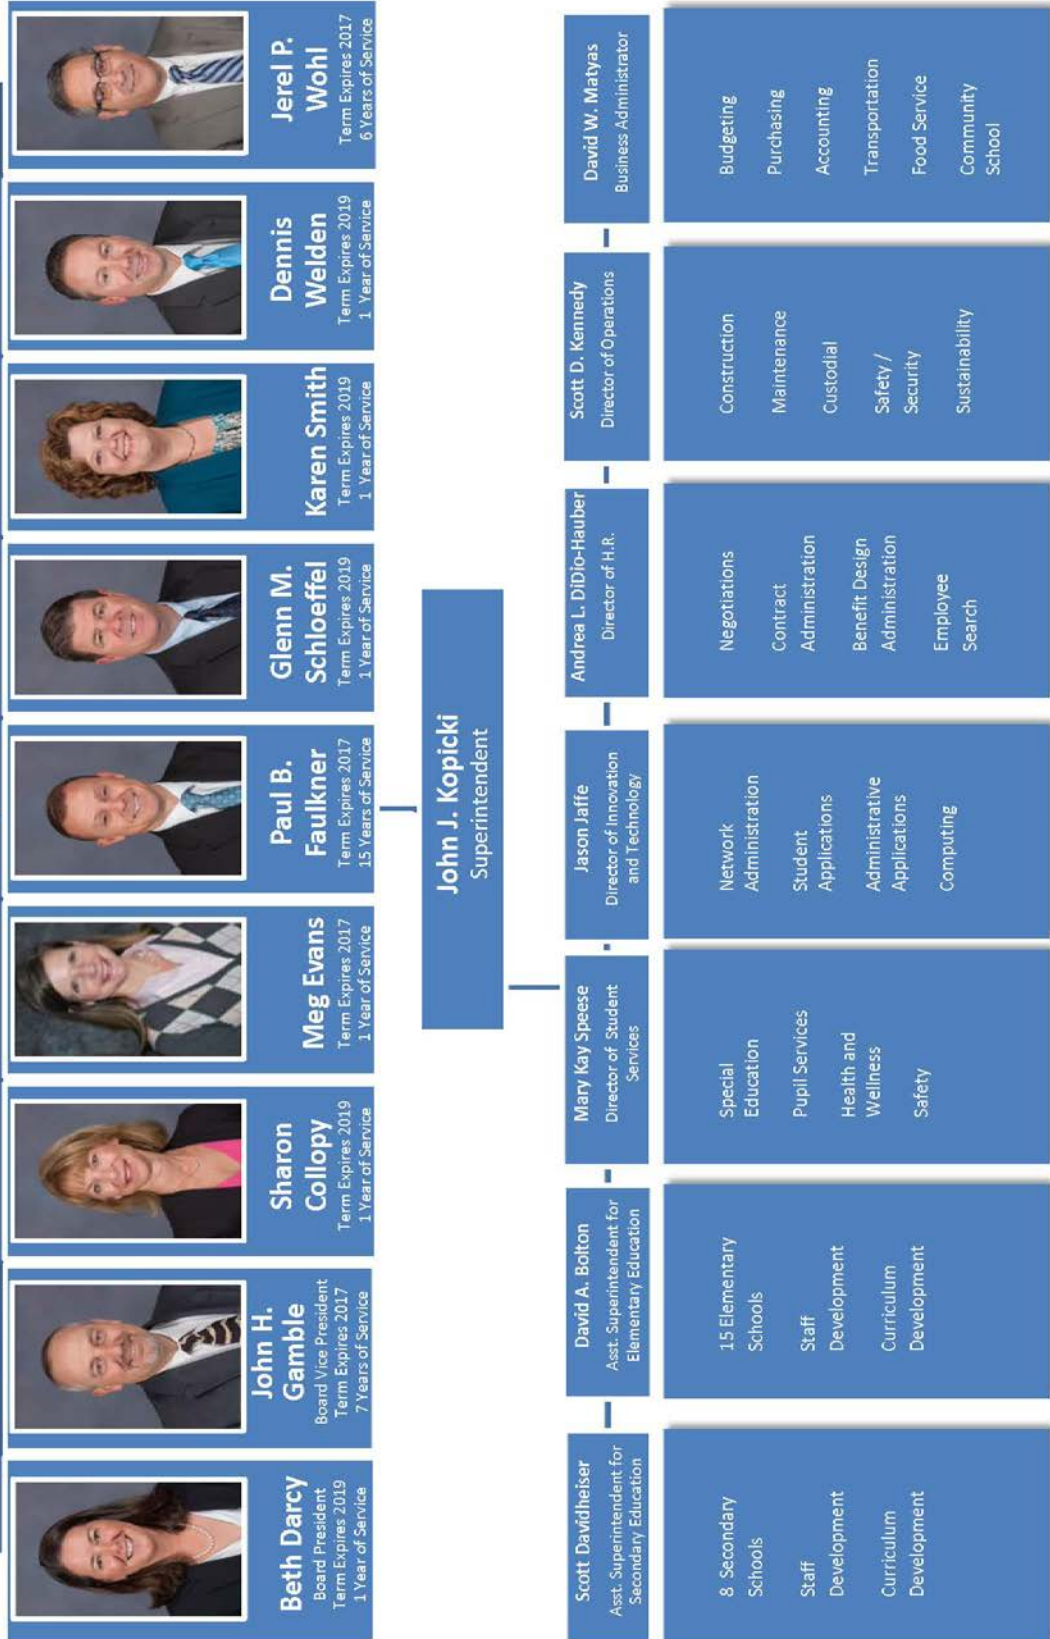 Beth Darcy
Board President
Term Expires 2019
1 Year of Service
John H.
Gamble
Board Vice President
Term Expires 2017
7 Years of Service
Sharon
Collopy
Term Expires 2019
1 Year of Service
Meg Evans
Term Expires 2017
1 Year of Service
Paul B.
Faulkner
Term Expires 2017
15 Years of Service
Glenn M.
Schloeffel
Term Expires 2019
1 Year of Service
Karen Smith
Term Expires 2019
1 Year of Service
Dennis
Welden
Term Expires 2019
1 Year of Service
Jerel P.
Wohl
Term Expires 2017
6 Years of Service
John J. Kopicki
Superintendent
Scott Davidheiser
Asst. Superintendent for
Secondary Education
David A. Bolton
Asst. Superintendent for
Elementary Education
Mary Kay Speese
Director of Student
Services
Jason Jaffe
Director of Innovation
and Technology
Andrea L. DiDio-Hauber
Director of H.R.
Scott D. Kennedy
Director of Operations
David W. Matyas
Business Administrator
8 Secondary
Schools
Staff
Development
Curriculum
Development
15 Elementary
Schools
Staff
Development
Curriculum
Development
Special
Education
Pupil Services
Health and
Wellness
Safety
Network
Administration
Student
Applications
Administrative
Applications
Computing
Negotiations
Contract
Administration
Benefit Design
Administration
Employee
Search
Construction
Maintenance
Custodial
Safety /
Security
Sustainability
Budgeting
Purchasing
Accounting
Transportation
Food Service
Community
School